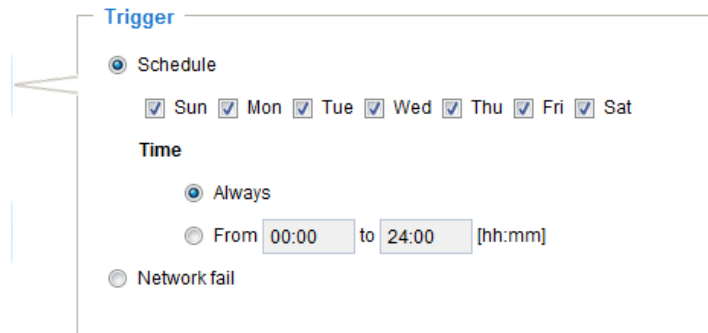 Trigger
Schedule
Sun Mon Tue Wed Thu Fri Sat
Time
Always
From 00:00 to 24:00 [hh:mm]
Network fail